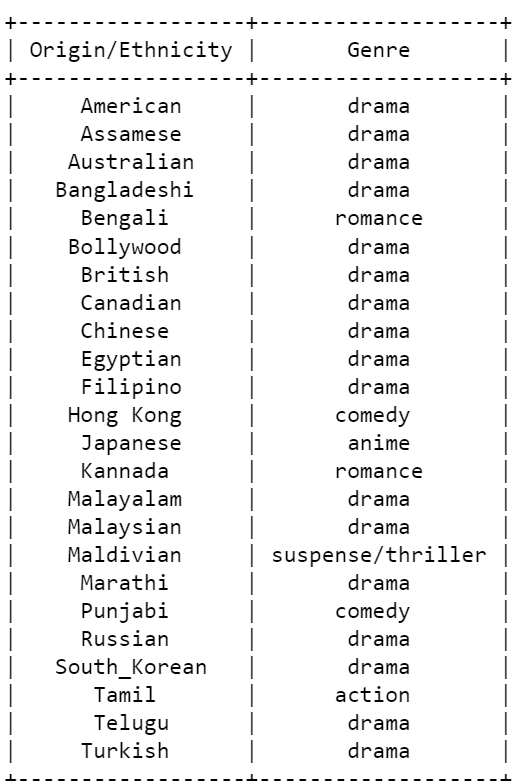 +------------------+-------------------+
| Origin/Ethnicity |       Genre       |
+------------------+-------------------+
|     American     |       drama       |
|     Assamese     |       drama       |
|    Australian    |       drama       |
|   Bangladeshi    |       drama       |
|     Bengali      |      romance      |
|    Bollywood     |       drama       |
|     British      |       drama       |
|     Canadian     |       drama       |
|     Chinese      |       drama       |
|     Egyptian     |       drama       |
|     Filipino     |       drama       |
|    Hong Kong     |      comedy       |
|     Japanese     |       anime       |
|     Kannada      |      romance      |
|    Malayalam     |       drama       |
|    Malaysian     |       drama       |
|    Maldivian     | suspense/thriller |
|     Marathi      |       drama       |
|     Punjabi      |      comedy       |
|     Russian      |       drama       |
|   South_Korean   |       drama       |
|      Tamil       |      action       |
|      Telugu      |       drama       |
|     Turkish      |       drama       |
+------------------+-------------------+